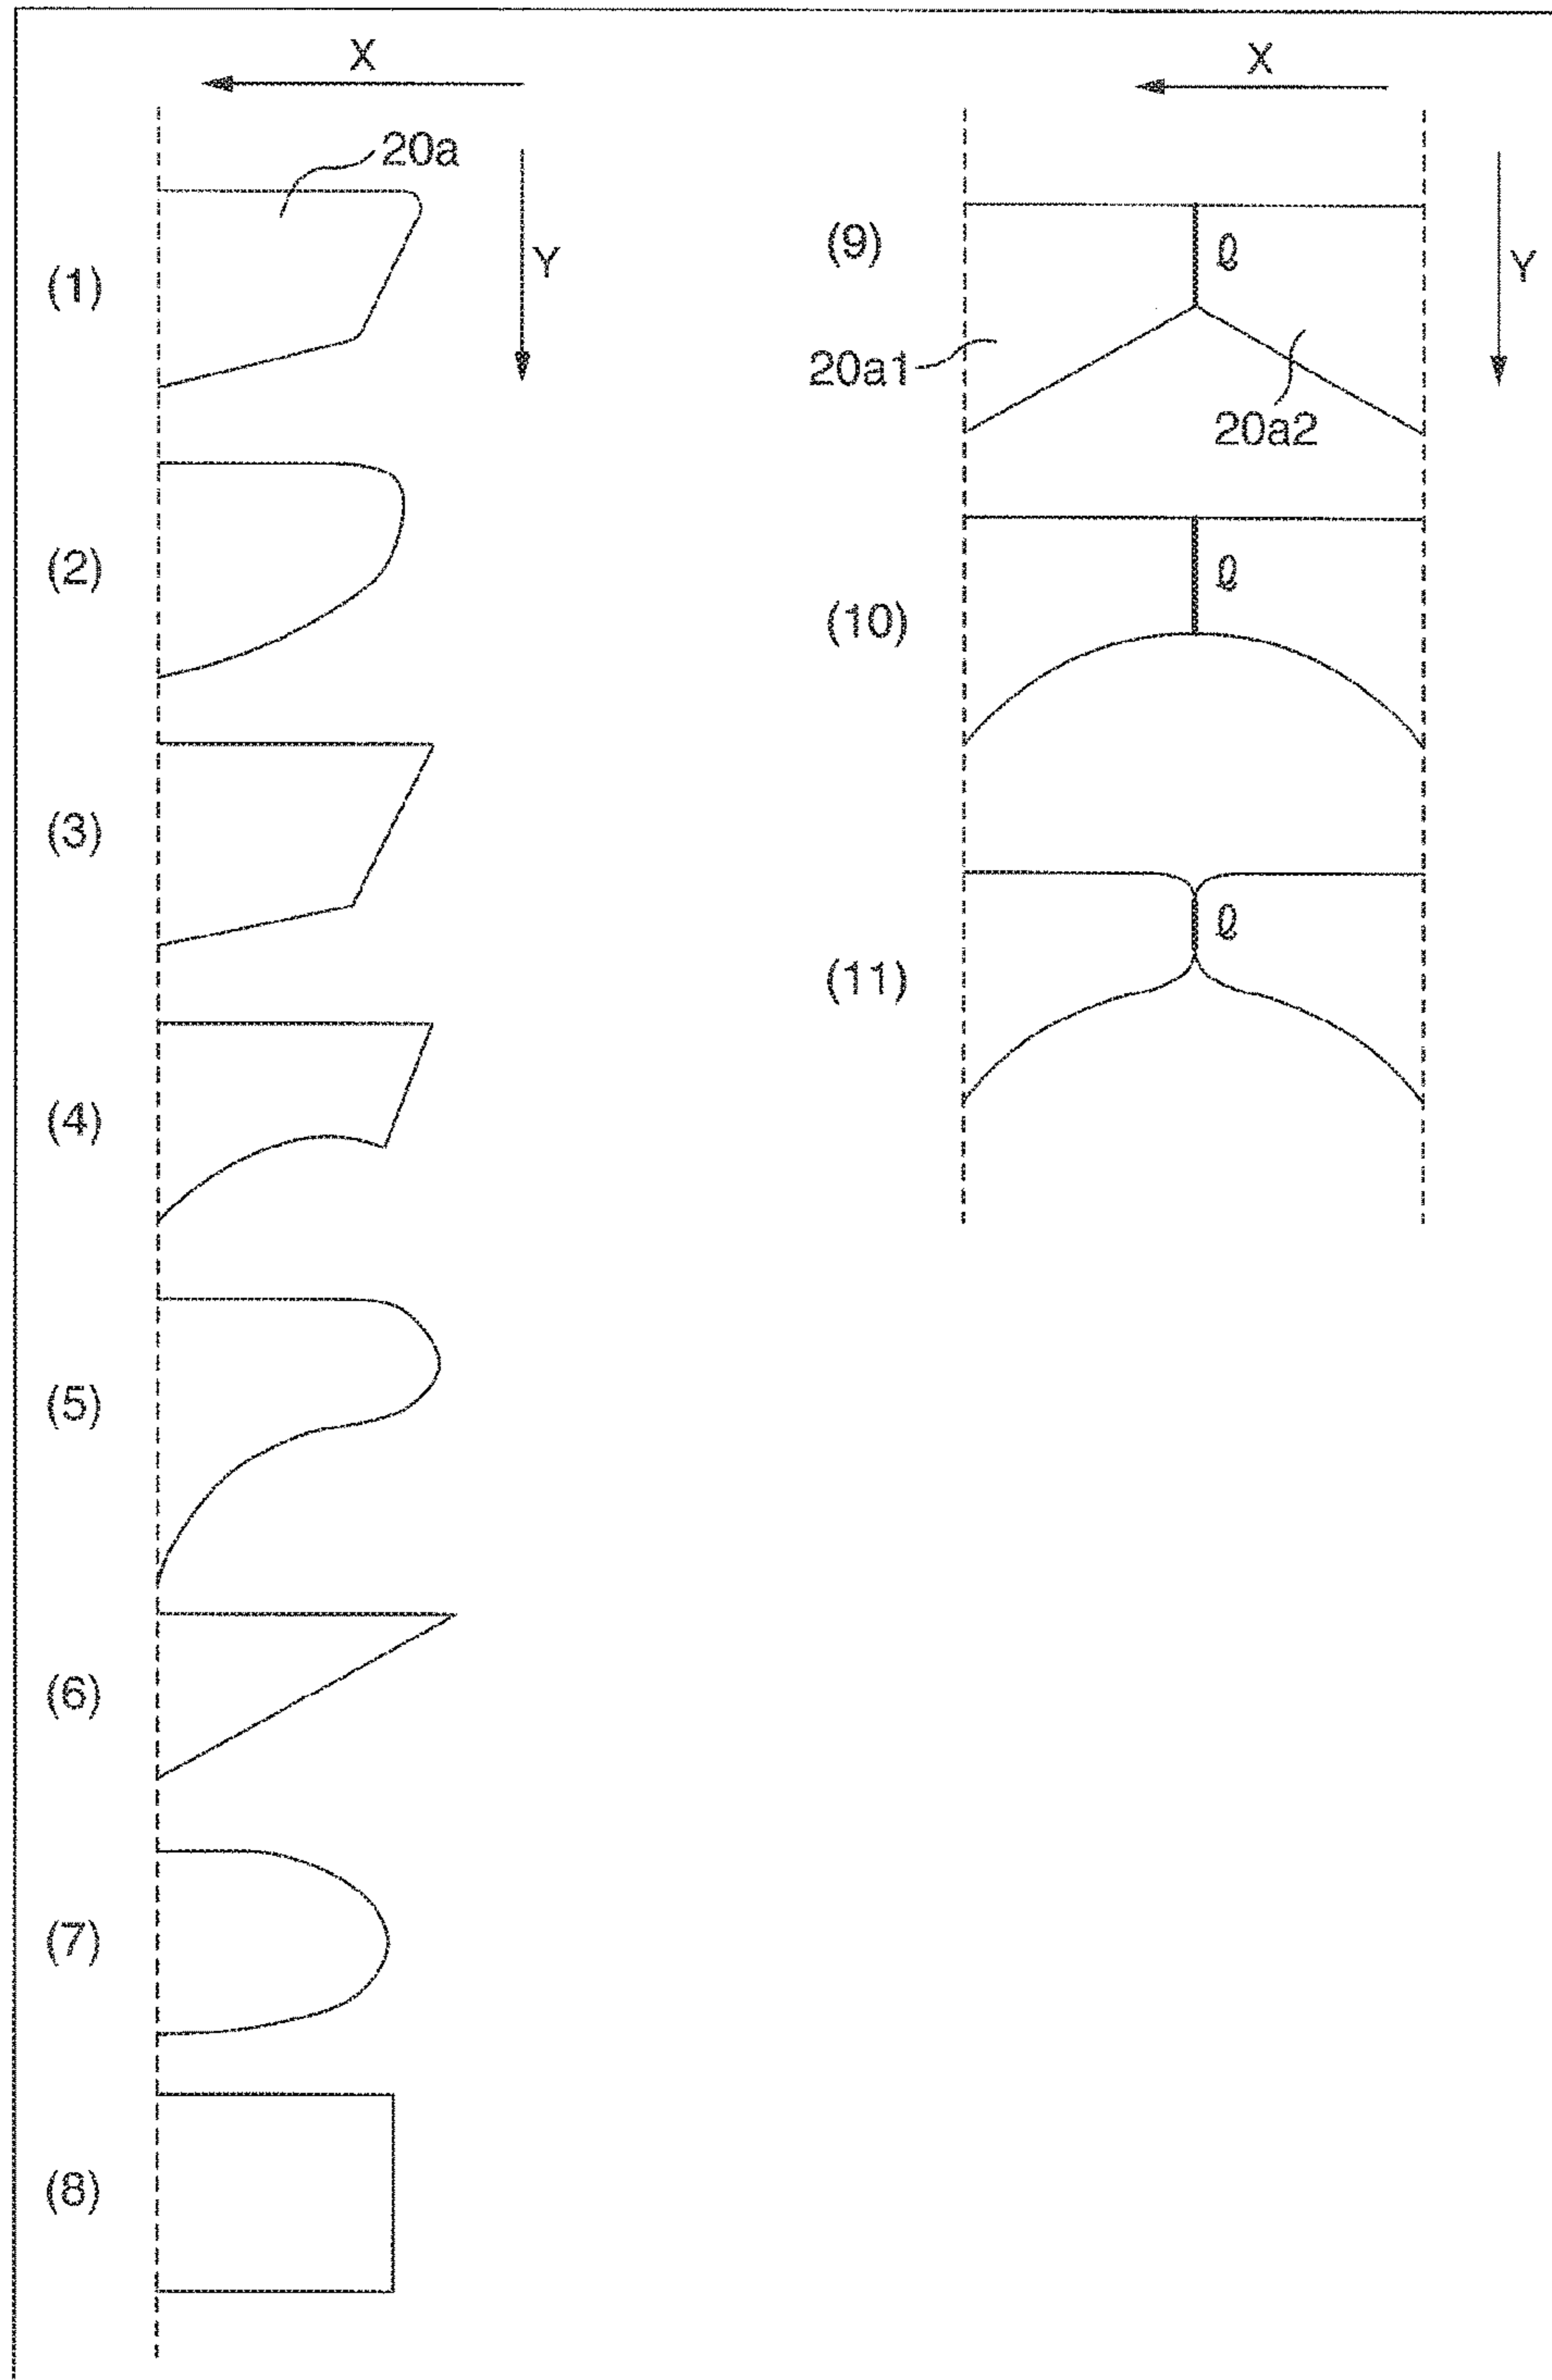 X
20a
Y
(1)
(2)
(3)
(4)
(5)
(6)
(7)
(8)
X
Y
(9)
ℓ
20a1
20a2
(10)
ℓ
(11)
ℓ